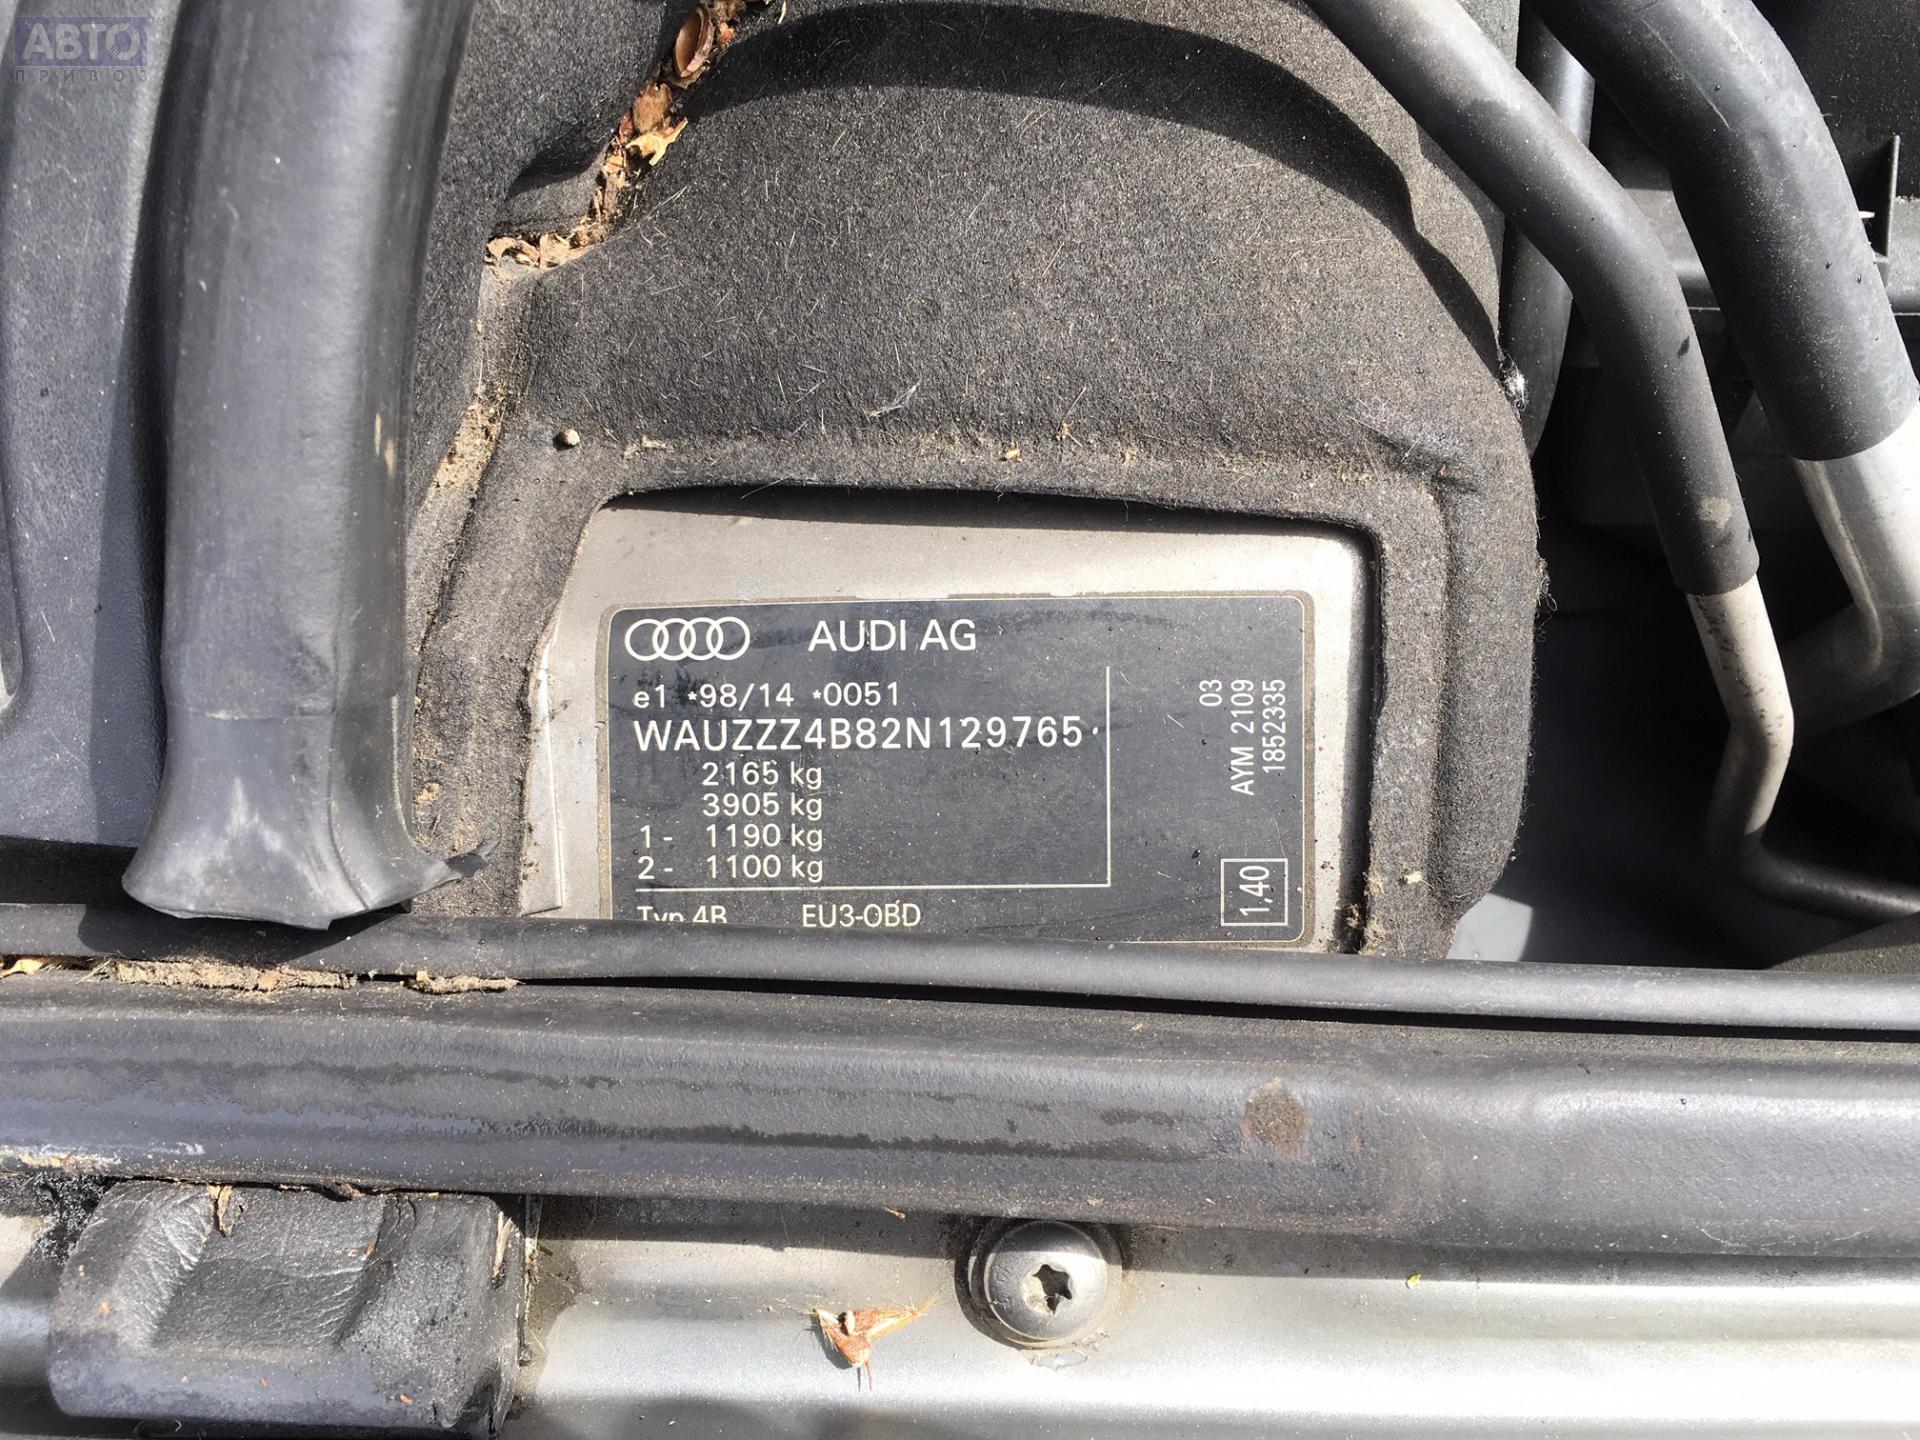 АВТО
ПРИВОЗ
AUDI AG
e1 *98/14 *0051
WAUZZZ4B82N129765
2165 kg
3905 kg
1 - 1190 kg
2 - 1100 kg
Typ 4B EU3-OBD
03
AYM 2109
1852335
1,40